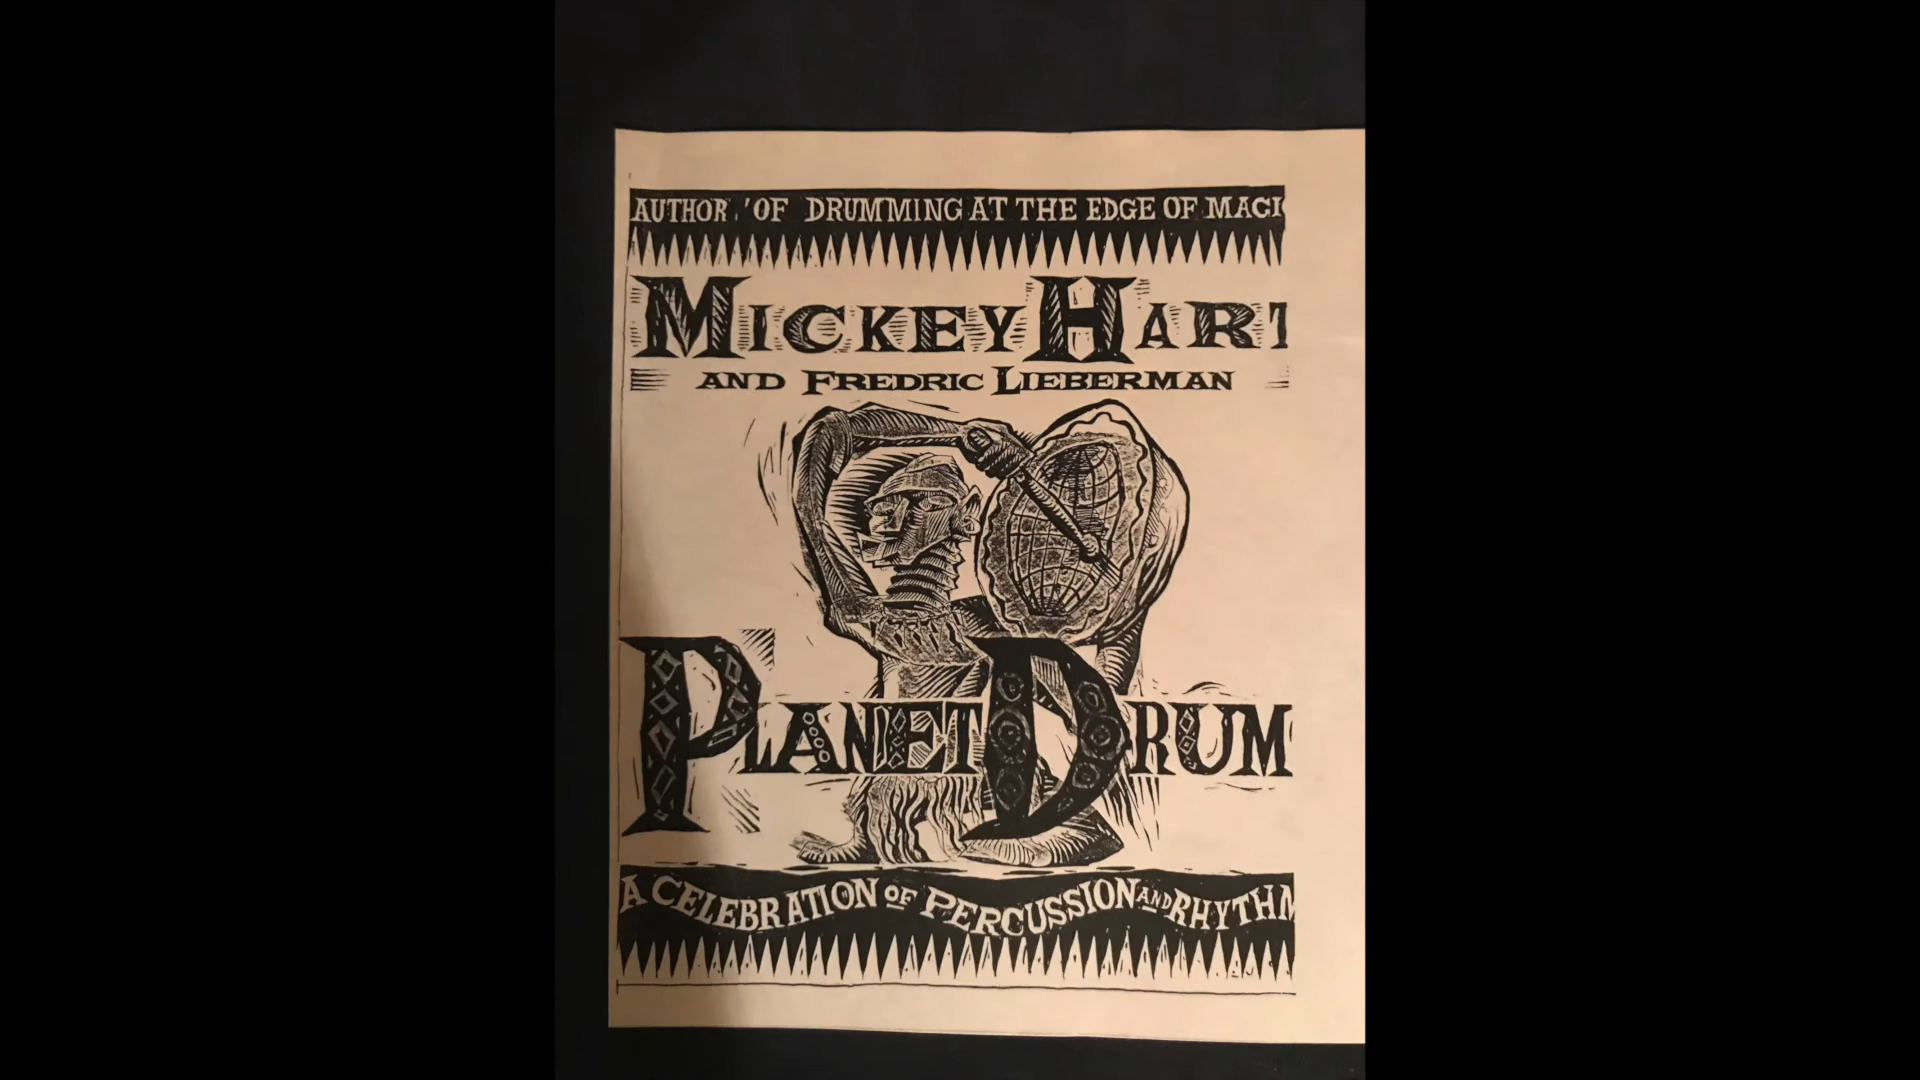 AUTHOR 'OF DRUMMING AT THE EDGE OF MAGI
MICKEY HART
AND FREDRIC LIEBERMAN
PLANET DRUM
A CELEBRATION OF PERCUSSION AND RHYTHM